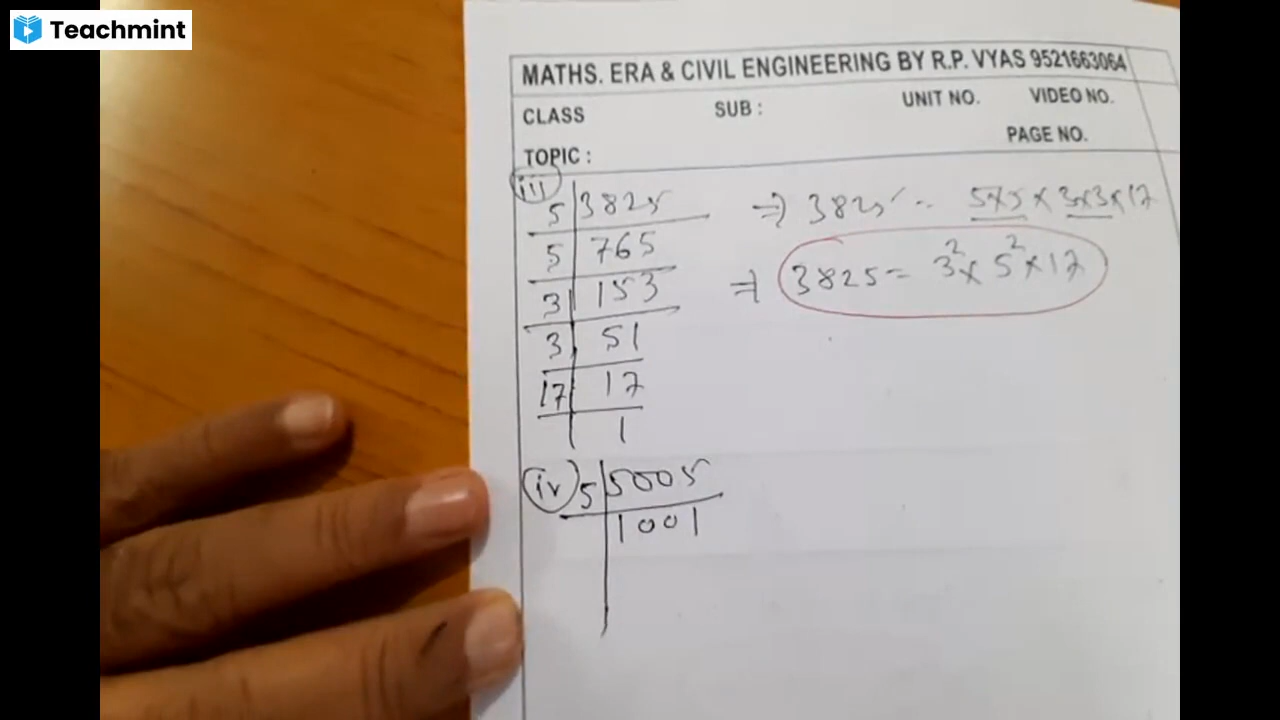 Teachmint
MATHS. ERA & CIVIL ENGINEERING BY R.P. VYAS 9521663064
CLASS SUB : UNIT NO. VIDEO NO.
PAGE NO.
TOPIC :
iii
5 3825 ⇒ 3825 = 5×5×3×3×17
5 765
⇒ 3825 = 3²×5²×17
3 153
3 51
17 17
1
iv 5 5005
1001